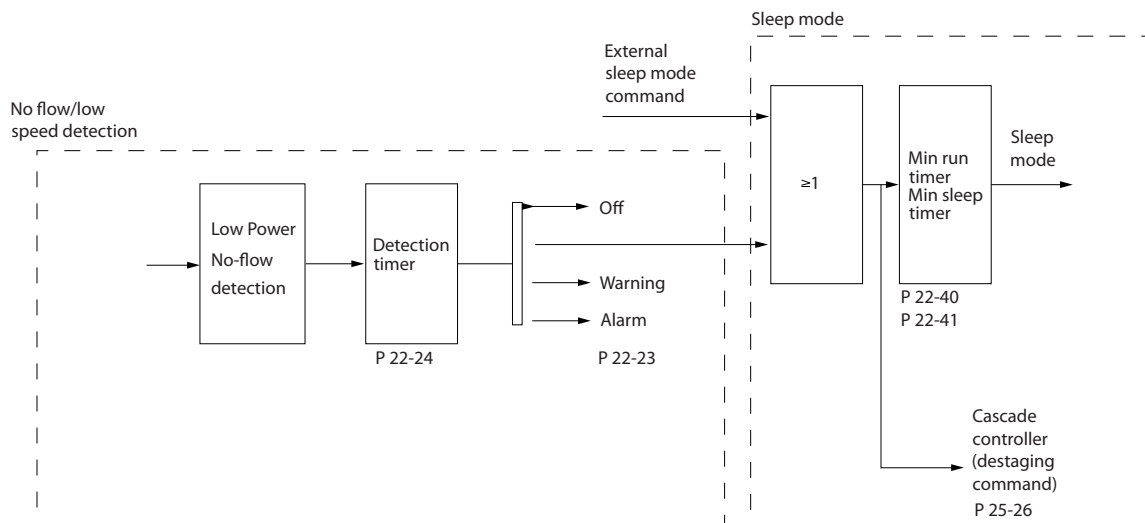 Sleep mode
External
sleep mode
command
No flow/low
speed detection
Low Power
No-flow
detection
Detection
timer
P 22-24
Off
Warning
Alarm
P 22-23
≥1
Min run
timer
Min sleep
timer
P 22-40
P 22-41
Sleep
mode
Cascade
controller
(destaging
command)
P 25-26